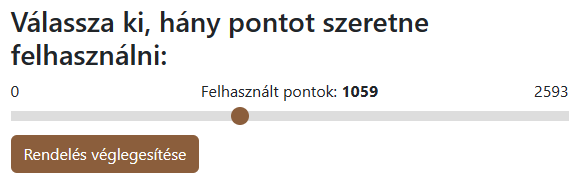 Válassza ki, hány pontot szeretne
felhasználni:
0 Felhasznált pontok: 1059 2593
Rendelés véglegesítése